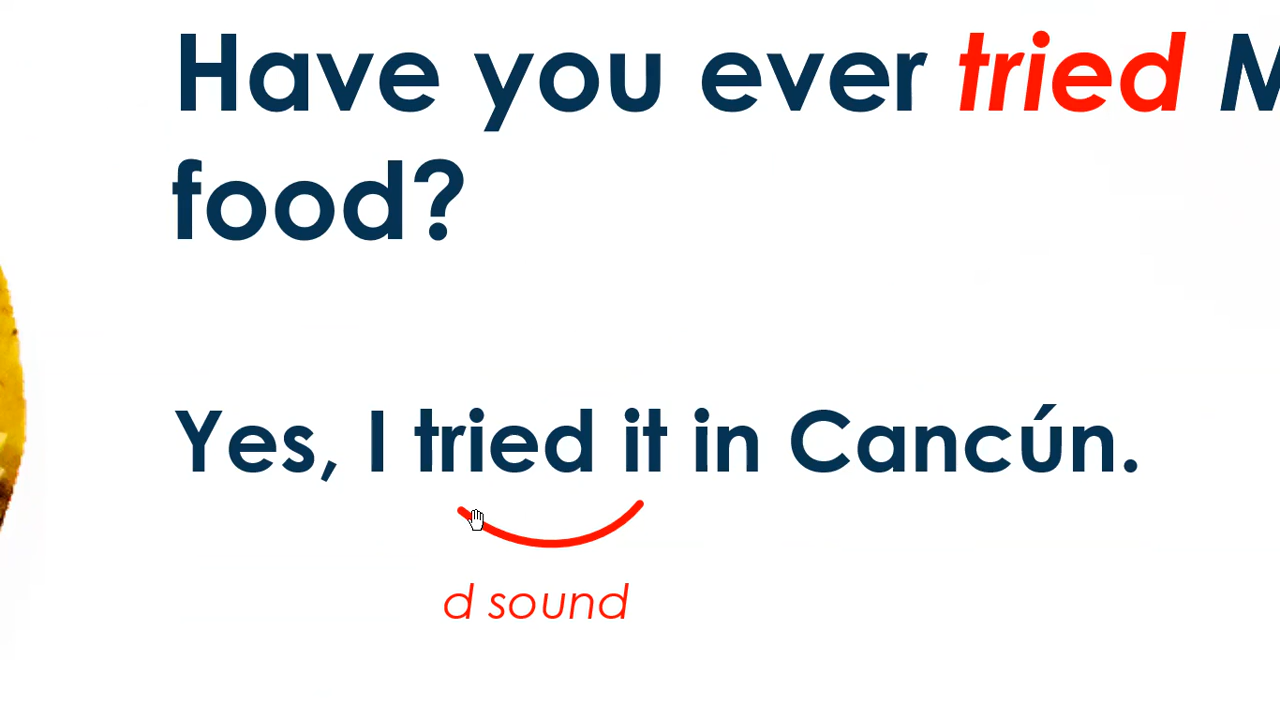 Have you ever tried
food?
Yes, I tried it in Cancún.
d sound